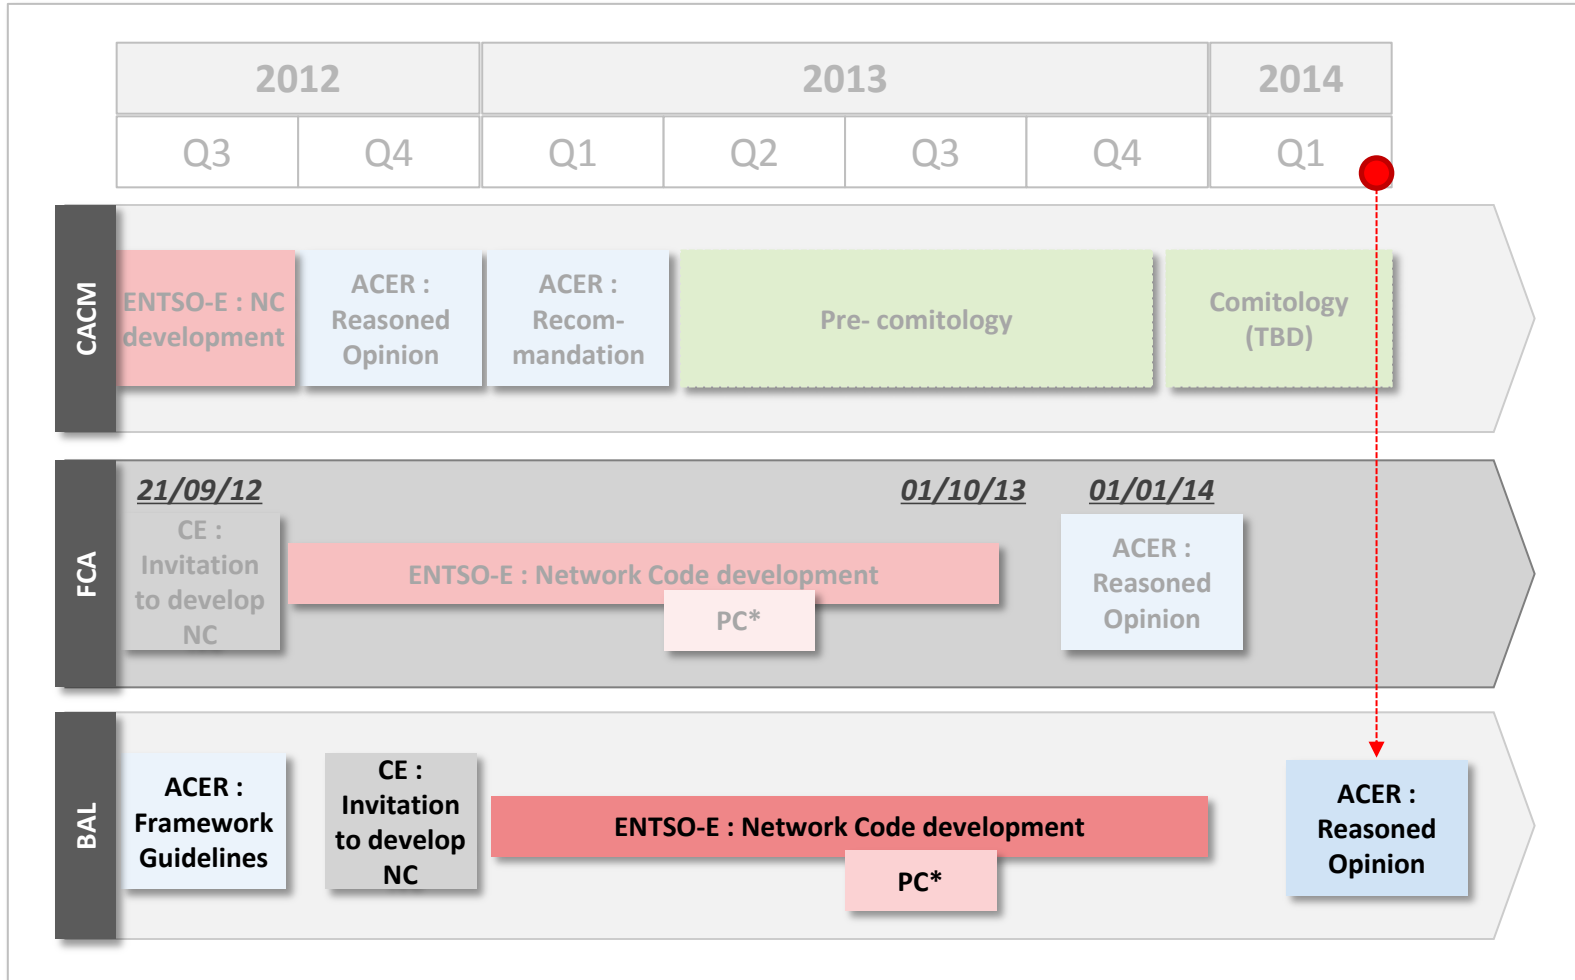 2012
2013
2014
Q3
Q4
Q1
Q2
Q3
Q4
Q1
CACM
ENTSO-E : NC
development
ACER :
Reasoned
Opinion
ACER :
Recom-
mandation
Pre- comitology
Comitology
(TBD)
FCA
21/09/12
01/10/13
01/01/14
CE :
Invitation
to develop
NC
ENTSO-E : Network Code development
PC*
ACER :
Reasoned
Opinion
BAL
ACER :
Framework
Guidelines
CE :
Invitation
to develop
NC
ENTSO-E : Network Code development
PC*
ACER :
Reasoned
Opinion